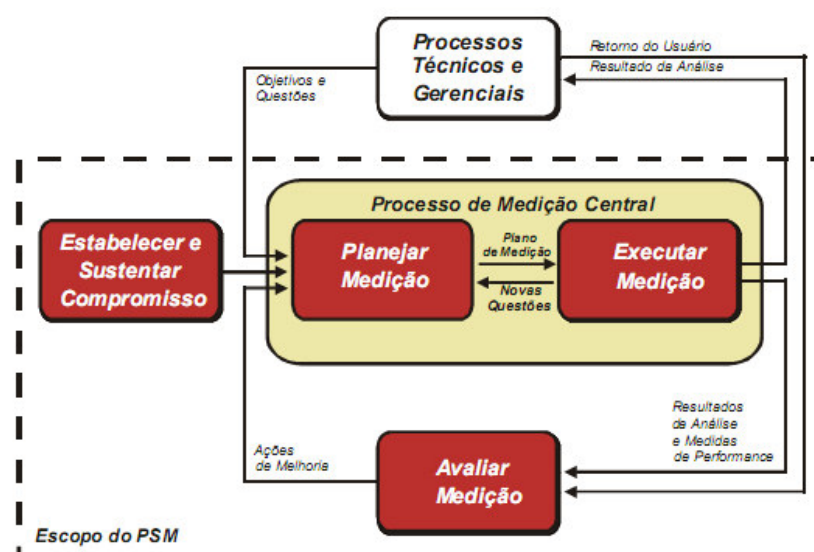 Processos
Técnicos e
Gerenciais
Retorno do Usuário
Resultado da Análise
Objetivos e
Questões
Processo de Medição Central
Estabelecer e
Sustentar
Compromisso
Planejar
Medição
Plano
de Medição
Novas
Questões
Executar
Medição
Resultados
da Análise
e Medidas
de Performance
Ações
de Melhoria
Avaliar
Medição
Escopo do PSM